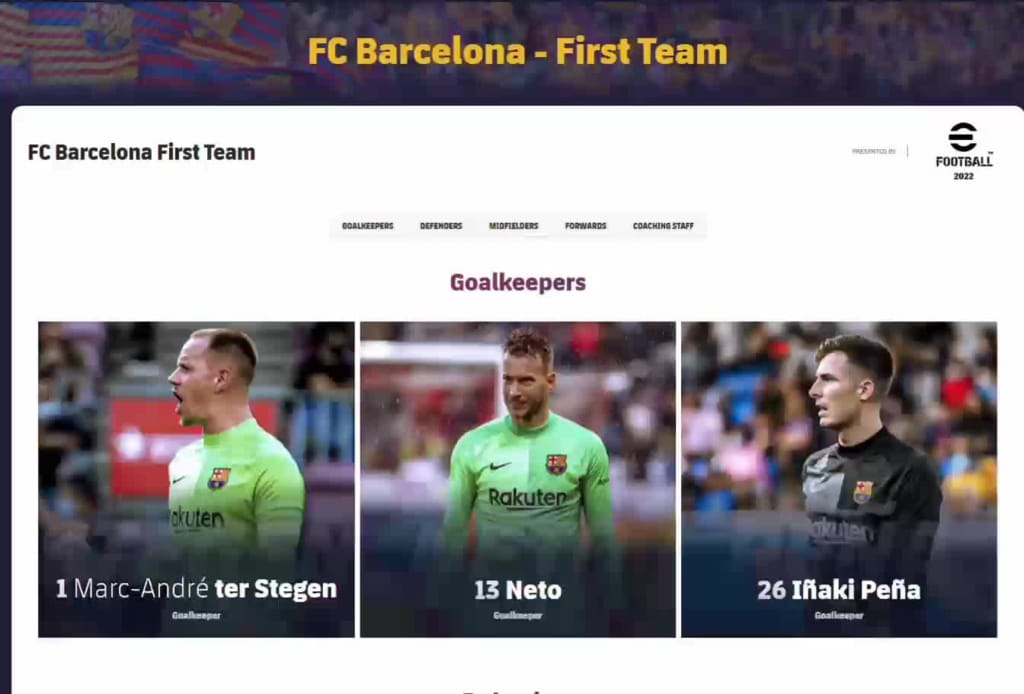 FC Barcelona - First Team
FC Barcelona First Team
PRESENTED BY
FOOTBALL™
2022
GOALKEEPERS DEFENDERS MIDFIELDERS FORWARDS COACHING STAFF
Goalkeepers
Rakuten
Rakuten
Rakuten
1 Marc-André ter Stegen
13 Neto
26 Iñaki Peña
Goalkeeper
Goalkeeper
Goalkeeper